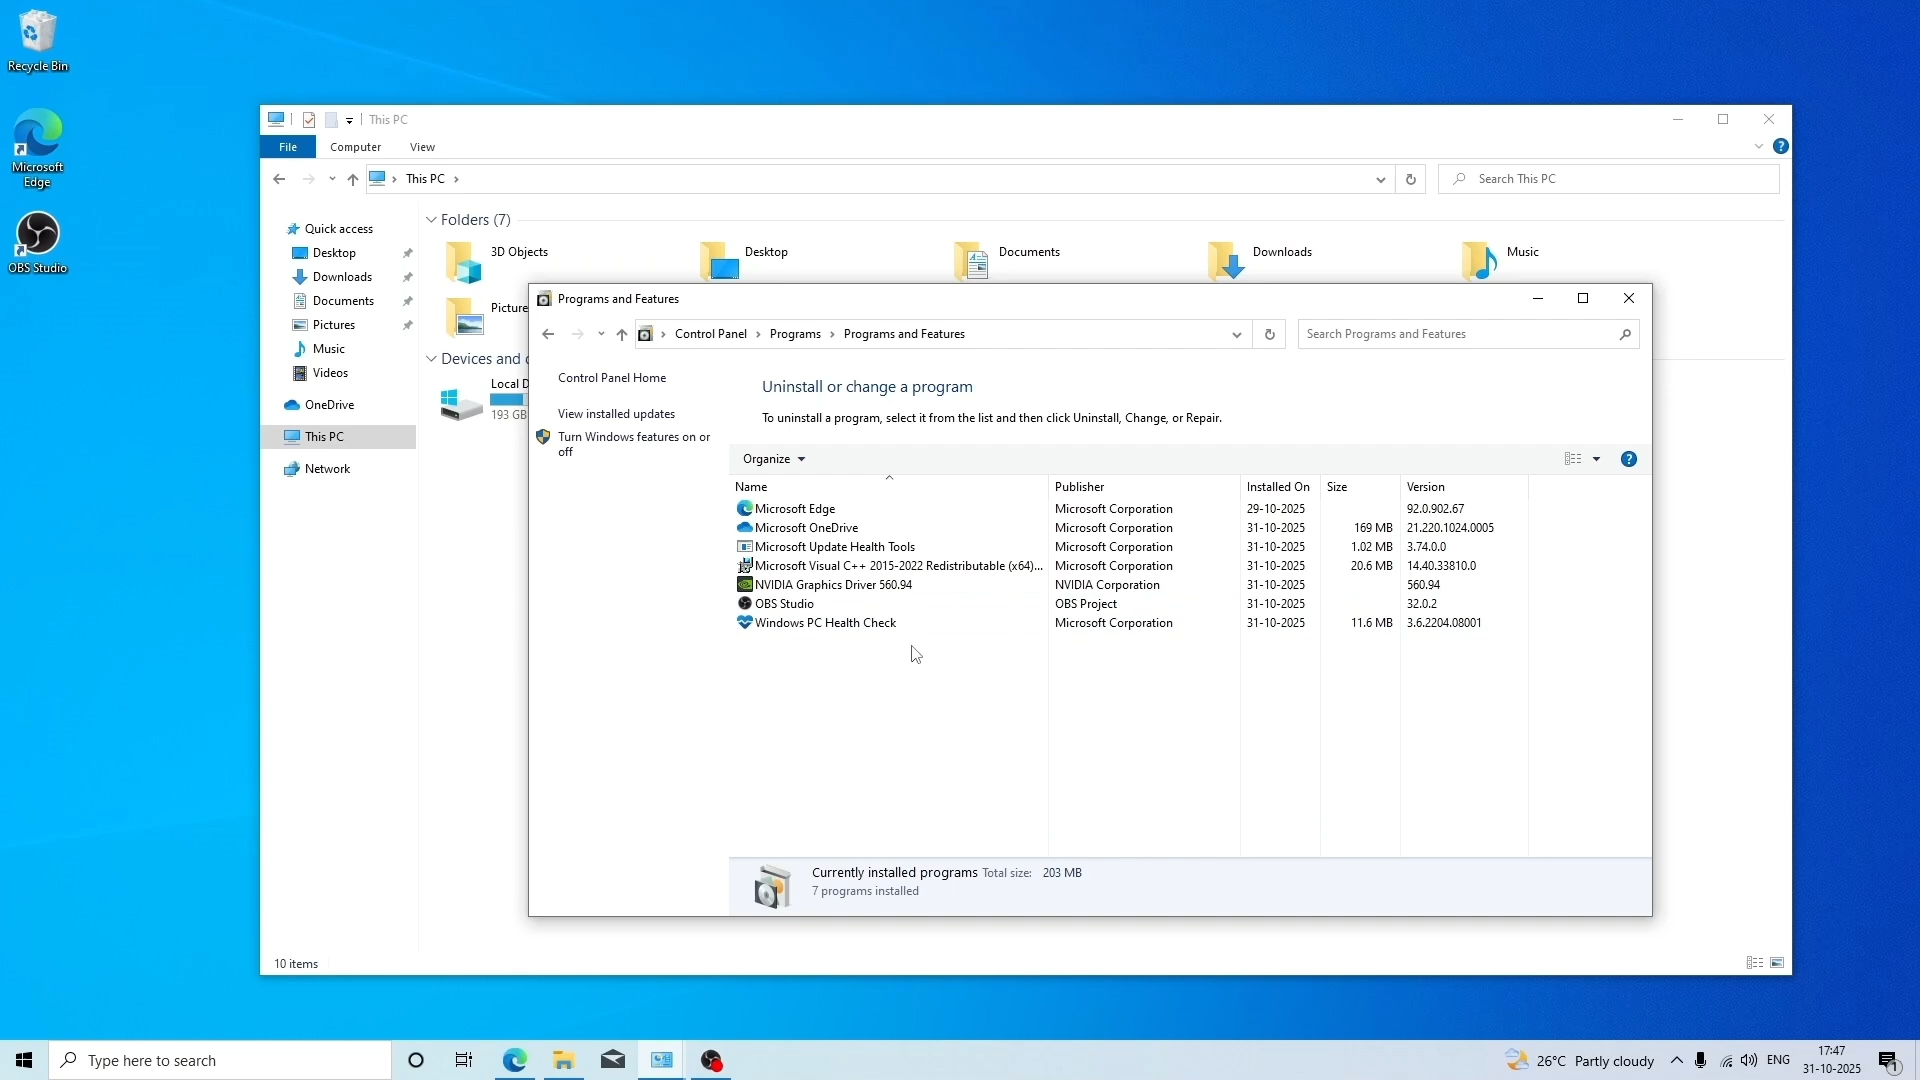 Recycle Bin
Microsoft
Edge
OBS Studio
This PC
File
Computer
View
This PC
Search This PC
Quick access
Desktop
Downloads
Documents
Pictures
Music
Videos
OneDrive
This PC
Network
Folders (7)
3D Objects
Desktop
Documents
Downloads
Music
Picture
Devices and d
Local D
193 GB
10 items
Programs and Features
Control Panel
Programs
Programs and Features
Search Programs and Features
Control Panel Home
View installed updates
Turn Windows features on or
off
Uninstall or change a program
To uninstall a program, select it from the list and then click Uninstall, Change, or Repair.
Organize
Name Publisher Installed On Size Version
Microsoft Edge Microsoft Corporation 29-10-2025 92.0.902.67
Microsoft OneDrive Microsoft Corporation 31-10-2025 169 MB 21.220.1024.0005
Microsoft Update Health Tools Microsoft Corporation 31-10-2025 1.02 MB 3.74.0.0
Microsoft Visual C++ 2015-2022 Redistributable (x64)... Microsoft Corporation 31-10-2025 20.6 MB 14.40.33810.0
NVIDIA Graphics Driver 560.94 NVIDIA Corporation 31-10-2025 560.94
OBS Studio OBS Project 31-10-2025 32.0.2
Windows PC Health Check Microsoft Corporation 31-10-2025 11.6 MB 3.6.2204.08001
Currently installed programs Total size: 203 MB
7 programs installed
Type here to search
26°C Partly cloudy
ENG
17:47
31-10-2025
1